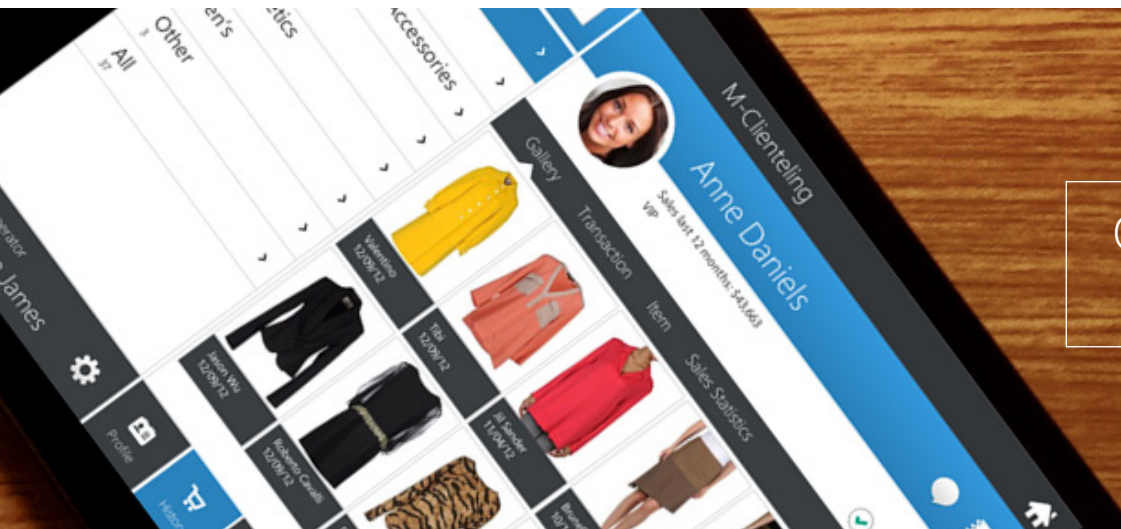 M-Clienteling
Anne Daniels
Sales last 12 months: $43,663
VIP
Gallery
Transaction
Item
Sales Statistics
Accessories
Other
3
All
37
Valentino
12/09/12
Tibi
12/09/12
Jil Sander
11/04/12
Jason Wu
12/09/12
Roberto Cavalli
12/09/12
James
Profile